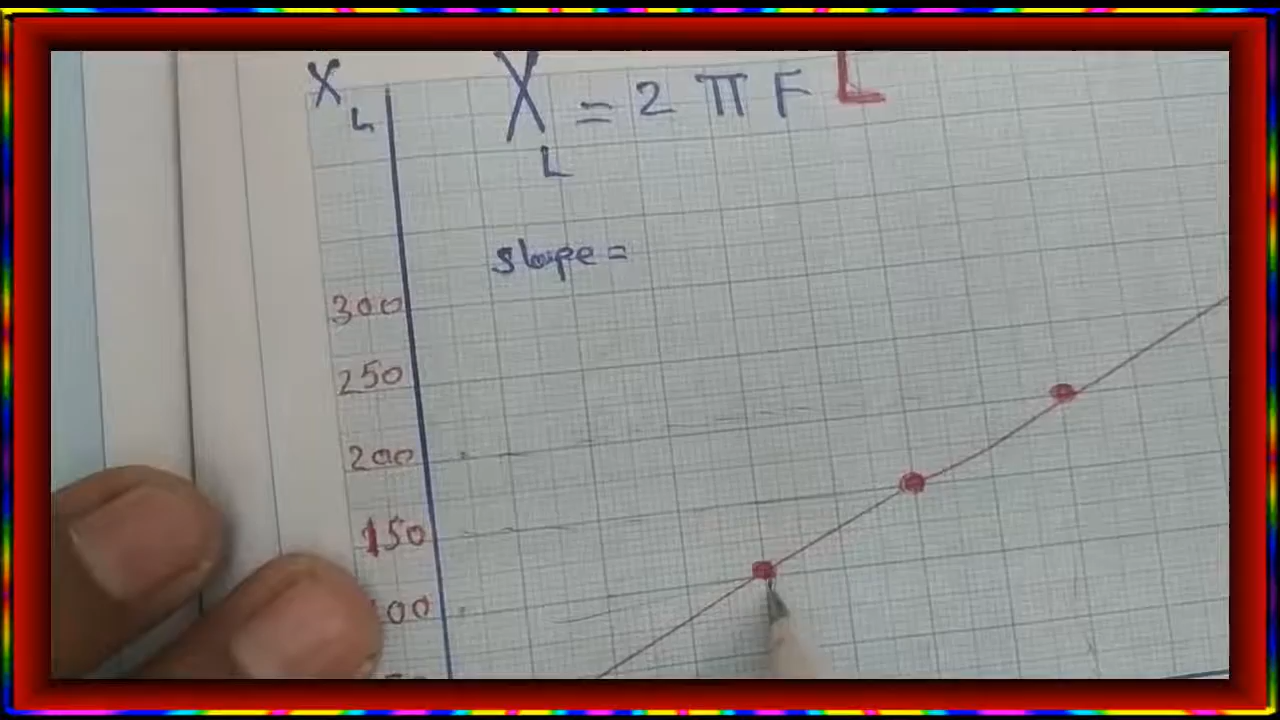 X_L
X_L = 2 π F L
slope =
300
250
200
150
100